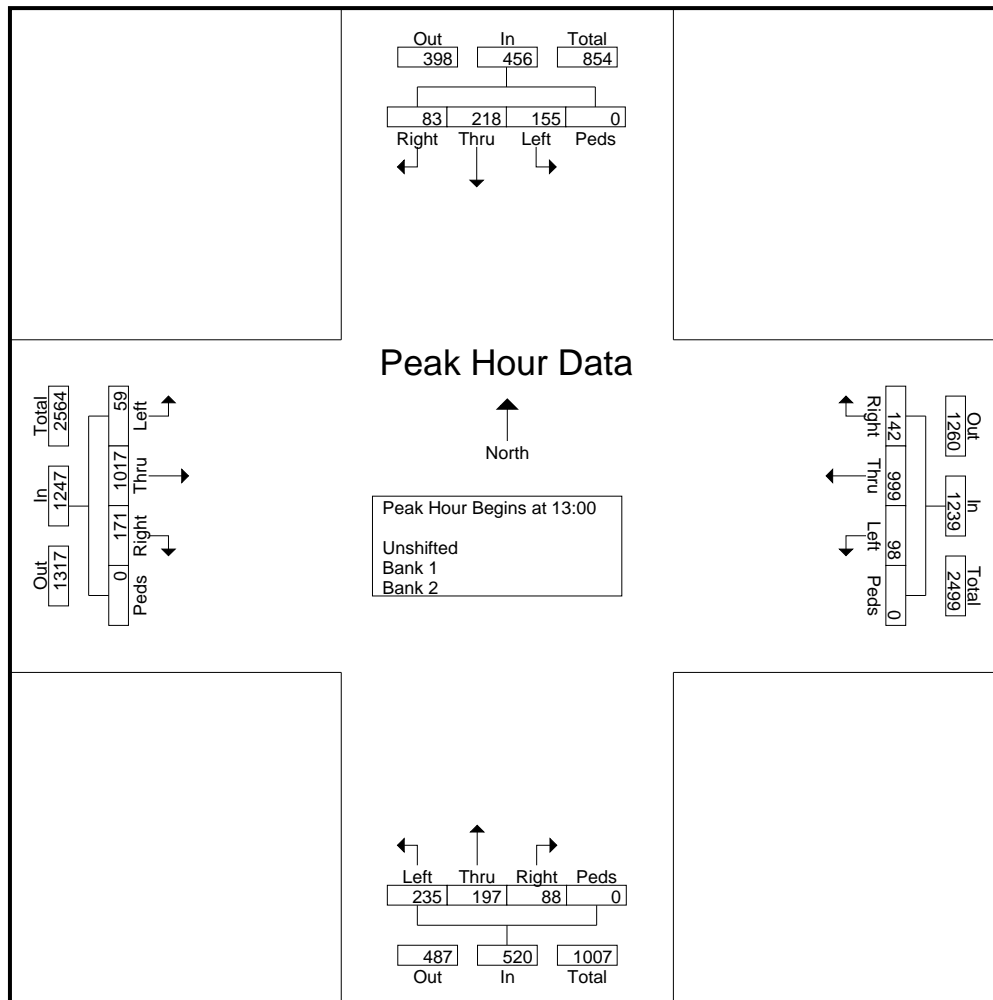 Out In Total
398 456 854
83 218 155 0
Right Thru Left Peds
Peak Hour Data
North
Peak Hour Begins at 13:00
Unshifted
Bank 1
Bank 2
Out In Total
1317 1247 2564
0 171 1017 59
Peds Right Thru Left
Out In Total
1260 1239 2499
142 999 98 0
Right Thru Left Peds
Left Thru Right Peds
235 197 88 0
487 520 1007
Out In Total